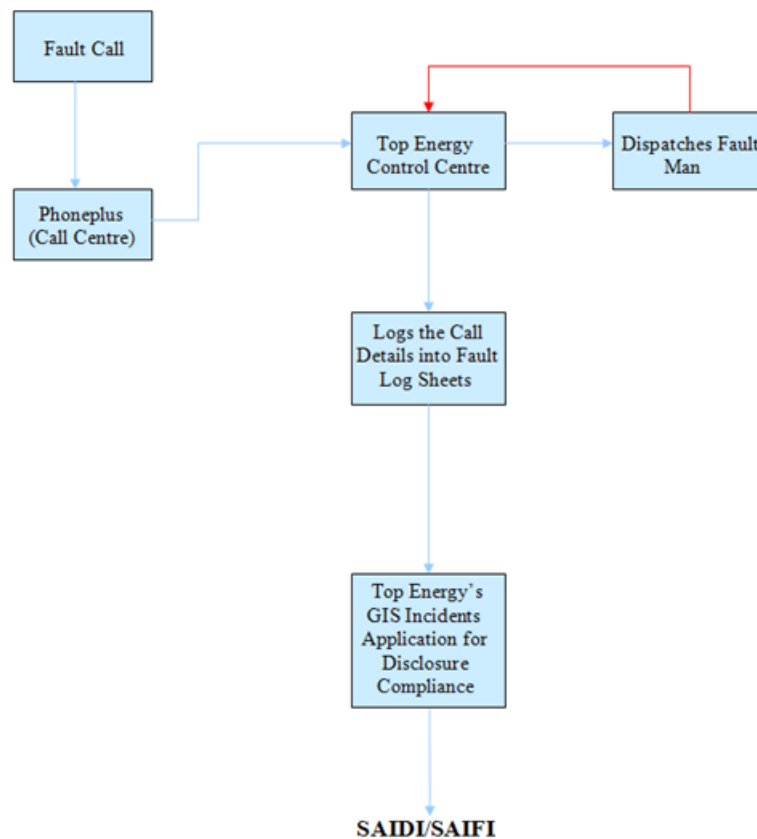 Fault Call
Top Energy
Control Centre
Dispatches Fault
Man
Phoneplus
(Call Centre)
Logs the Call
Details into Fault
Log Sheets
Top Energy’s
GIS Incidents
Application for
Disclosure
Compliance
SAIDI/SAIFI